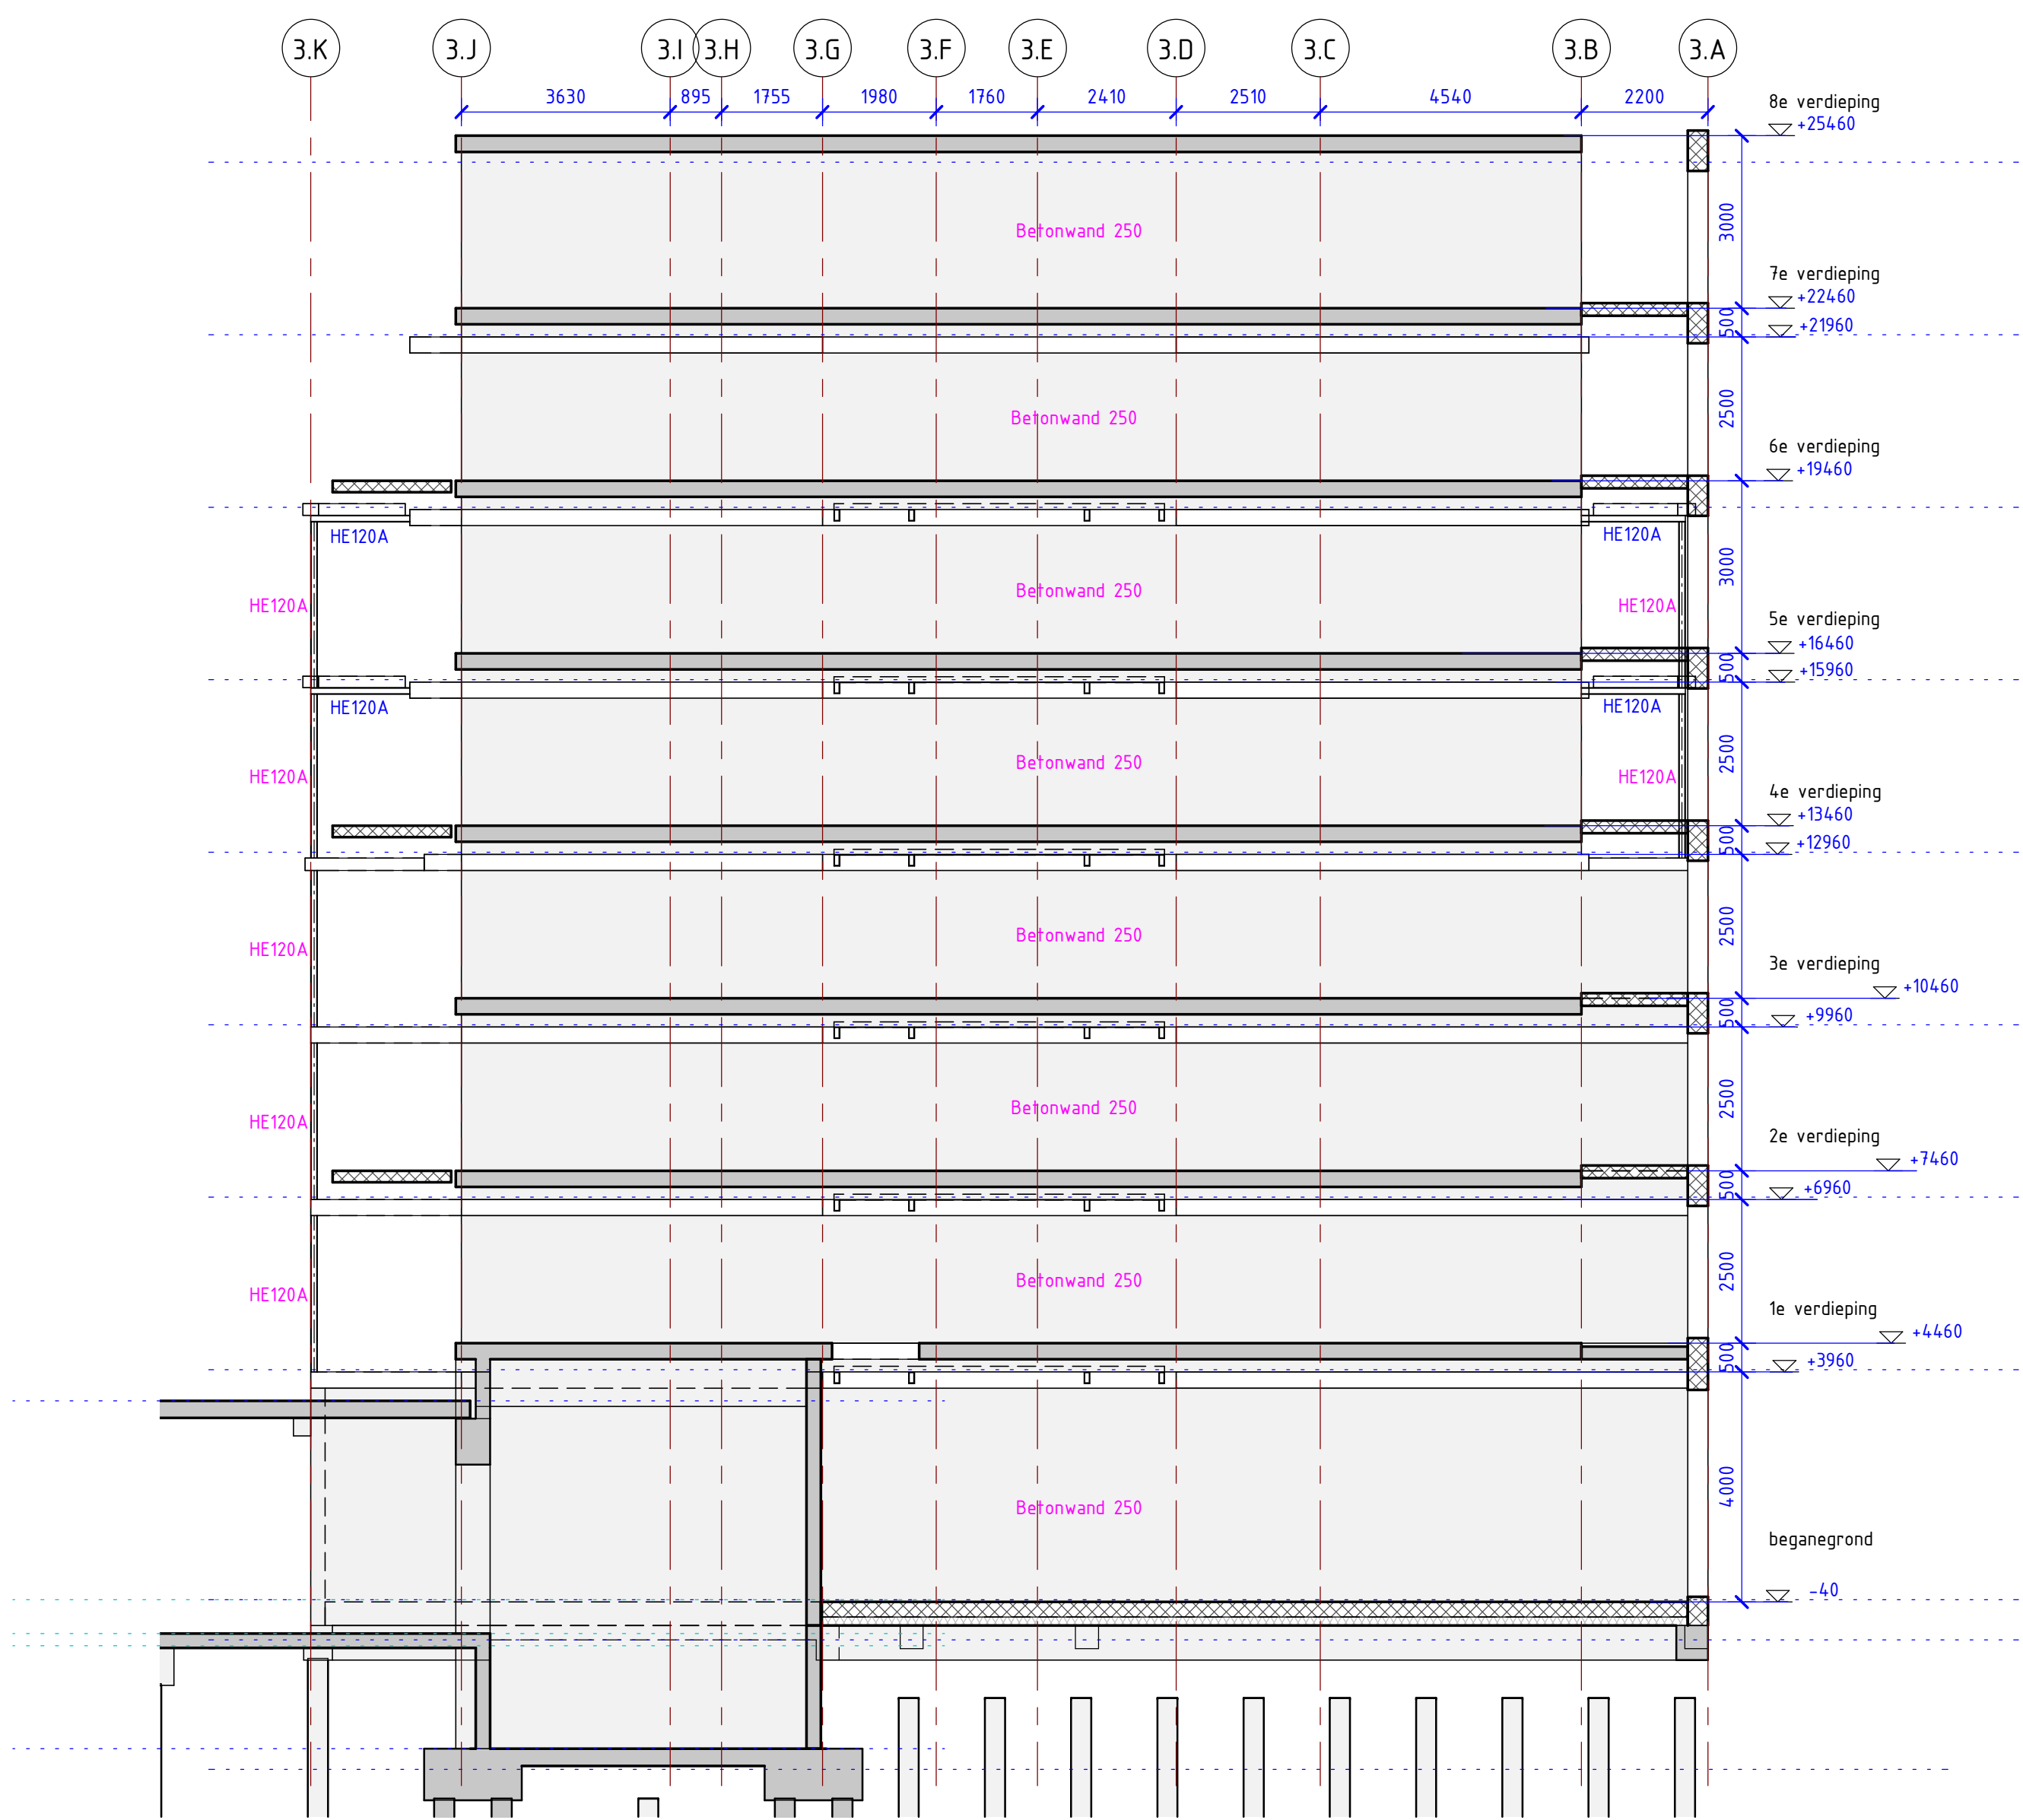 3.K 3.J 3.I 3.H 3.G 3.F 3.E 3.D 3.C 3.B 3.A
3630 895 1755 1980 1760 2410 2510 4540 2200
8e verdieping
+25460
3000
Betonwand 250
7e verdieping
+22460
500
+21960
2500
Betonwand 250
6e verdieping
+19460
HE120A
HE120A
3000
Betonwand 250
HE120A
HE120A
5e verdieping
+16460
500
+15960
HE120A
HE120A
2500
Betonwand 250
HE120A
HE120A
4e verdieping
+13460
500
+12960
2500
Betonwand 250
HE120A
3e verdieping
+10460
500
+9960
2500
Betonwand 250
HE120A
2e verdieping
+7460
500
+6960
2500
Betonwand 250
HE120A
1e verdieping
+4460
500
+3960
4000
Betonwand 250
beganegrond
-40